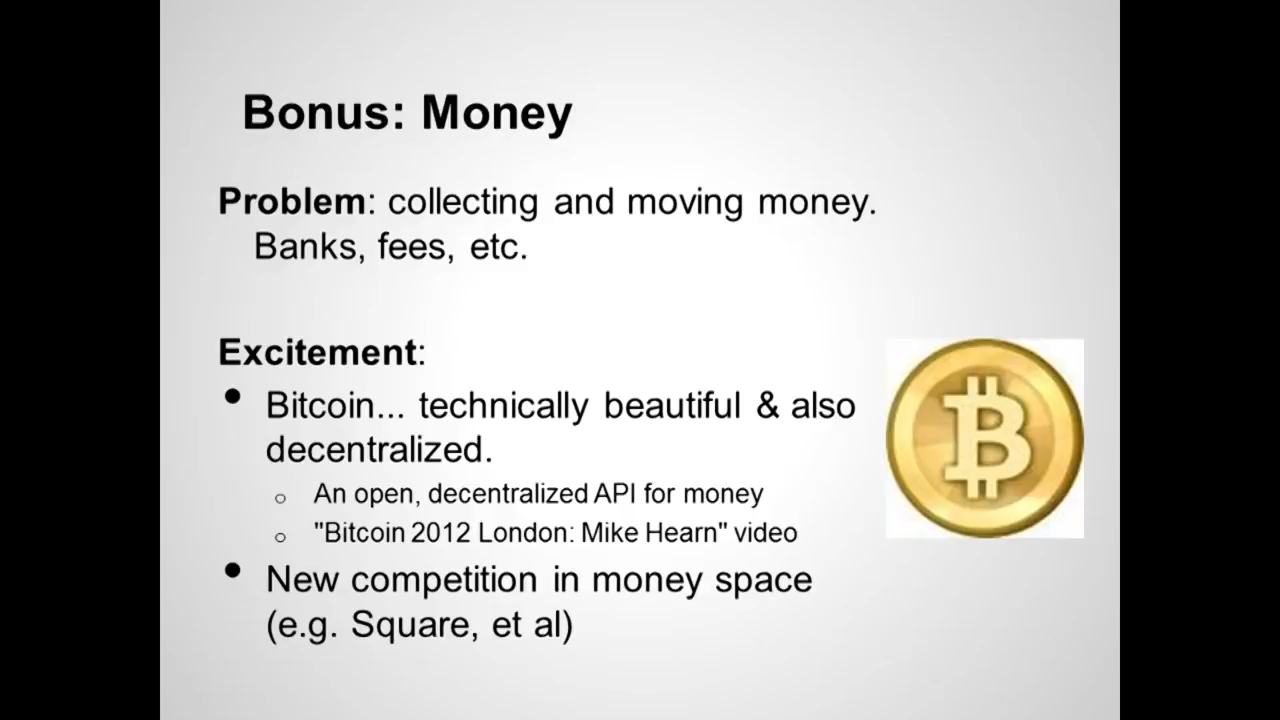 Bonus: Money
Problem: collecting and moving money.
Banks, fees, etc.
Excitement:
• Bitcoin... technically beautiful & also
decentralized.
o An open, decentralized API for money
o "Bitcoin 2012 London: Mike Hearn" video
• New competition in money space
(e.g. Square, et al)